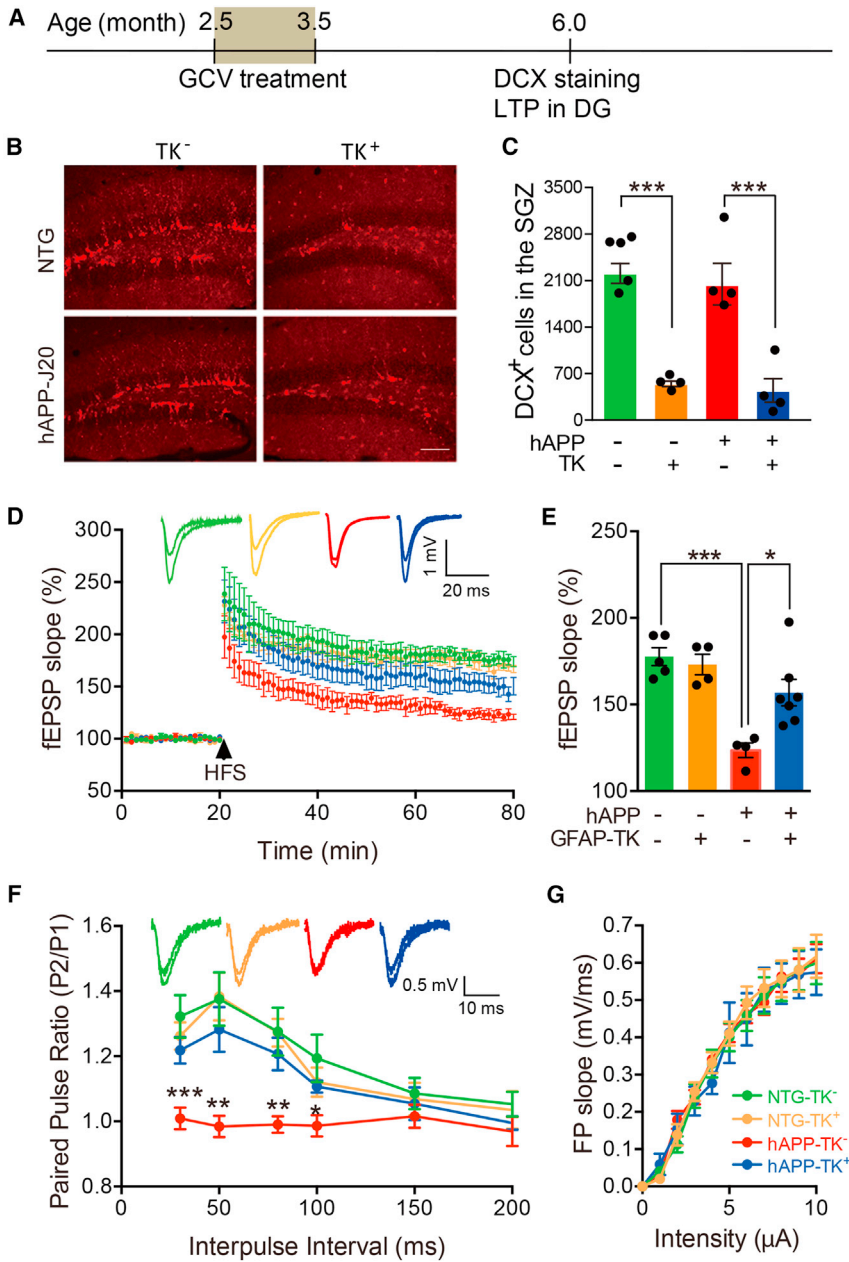 A
Age (month) 2.5 3.5 6.0
GCV treatment DCX staining
LTP in DG
B
TK- TK+
NTG
hAPP-J20
C
DCX+ cells in the SGZ
3500
2800
2100
1400
700
0
*** ***
hAPP - - + +
TK - + - +
D
fEPSP slope (%)
300
250
200
150
100
50
1 mV
20 ms
HFS
0 20 40 60 80
Time (min)
E
fEPSP slope (%)
250
200
150
100
*** *
hAPP - - + +
GFAP-TK - + - +
F
Paired Pulse Ratio (P2/P1)
1.6
1.4
1.2
1.0
0.8
0.5 mV
10 ms
*** ** ** *
0 50 100 150 200
Interpulse Interval (ms)
G
FP slope (mV/ms)
0.7
0.6
0.5
0.4
0.3
0.2
0.1
0.0
NTG-TK-
NTG-TK+
hAPP-TK-
hAPP-TK+
0 5 10
Intensity (µA)